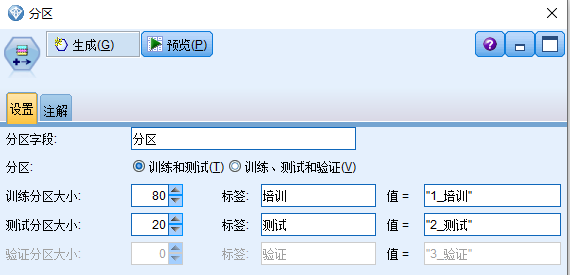 分区
生成(G) 预览(P)
设置 注解
分区字段: 分区
分区: 训练和测试(T) 训练、测试和验证(V)
训练分区大小: 80 标签: 培训 值 = "1_培训"
测试分区大小: 20 标签: 测试 值 = "2_测试"
验证分区大小: 0 标签: 验证 值 = "3_验证"